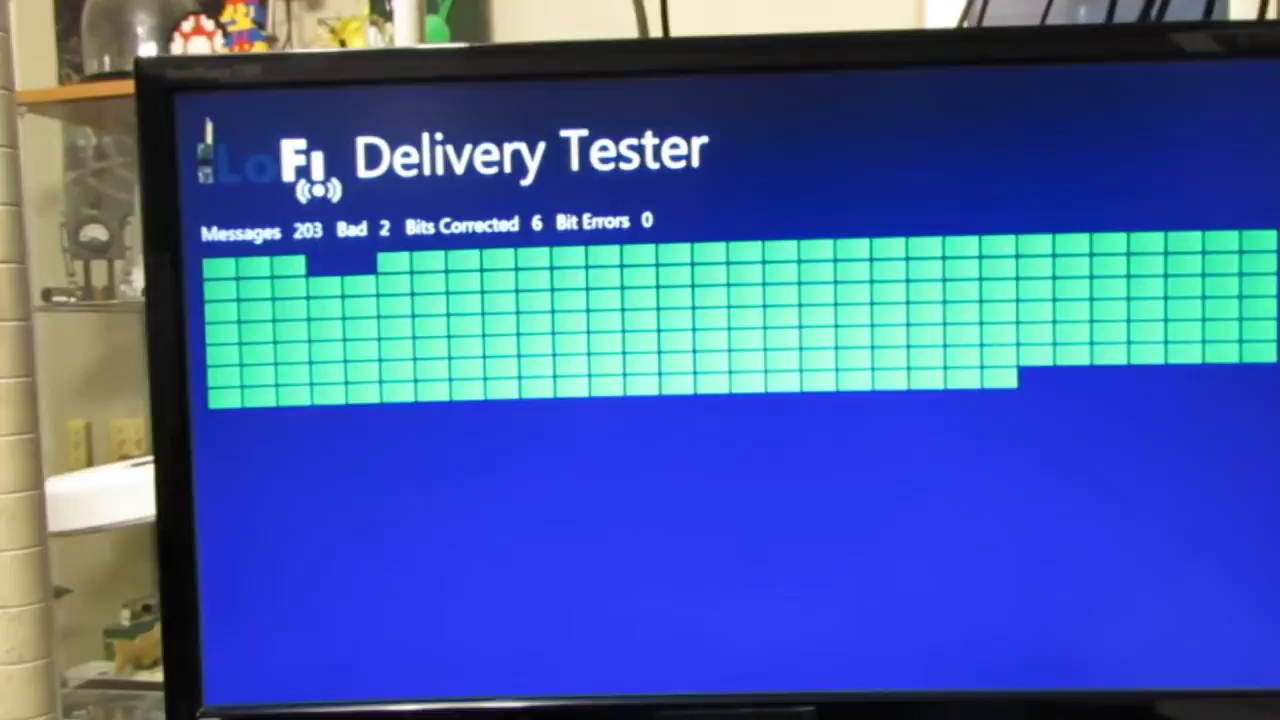 LoFi Delivery Tester
Messages 203 Bad 2 Bits Corrected 6 Bit Errors 0